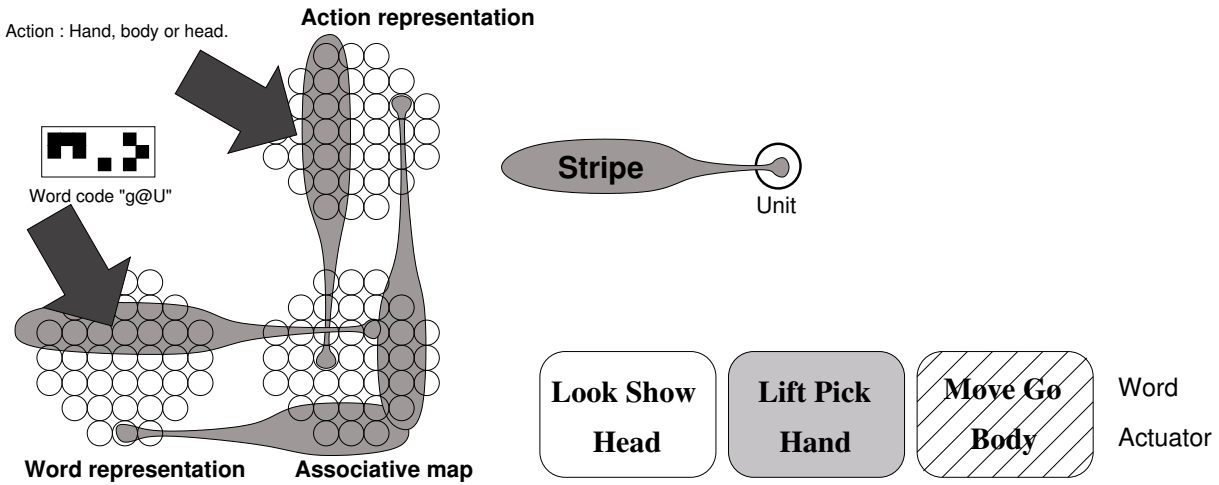 Action representation
Action : Hand, body or head.
Word code "g@U"
Stripe
Unit
Word representation
Associative map
Look Show
Head
Lift Pick
Hand
Move Go
Body
Word
Actuator